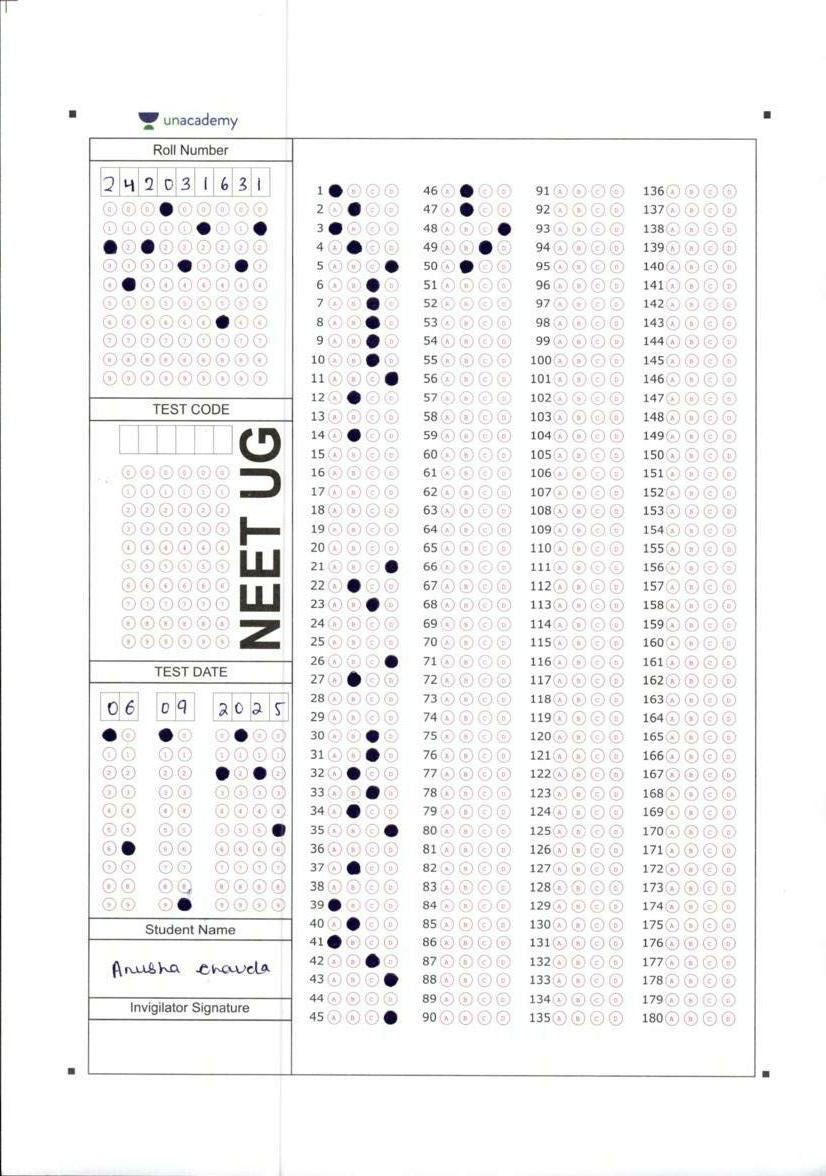 unacademy
Roll Number
2 4 2 0 3 1 6 3 1
TEST CODE
NEET UG
TEST DATE
06 09 2025
Student Name
Anusha chavda
Invigilator Signature
1 46 91 136
2 47 92 137
3 48 93 138
4 49 94 139
5 50 95 140
6 51 96 141
7 52 97 142
8 53 98 143
9 54 99 144
10 55 100 145
11 56 101 146
12 57 102 147
13 58 103 148
14 59 104 149
15 60 105 150
16 61 106 151
17 62 107 152
18 63 108 153
19 64 109 154
20 65 110 155
21 66 111 156
22 67 112 157
23 68 113 158
24 69 114 159
25 70 115 160
26 71 116 161
27 72 117 162
28 73 118 163
29 74 119 164
30 75 120 165
31 76 121 166
32 77 122 167
33 78 123 168
34 79 124 169
35 80 125 170
36 81 126 171
37 82 127 172
38 83 128 173
39 84 129 174
40 85 130 175
41 86 131 176
42 87 132 177
43 88 133 178
44 89 134 179
45 90 135 180